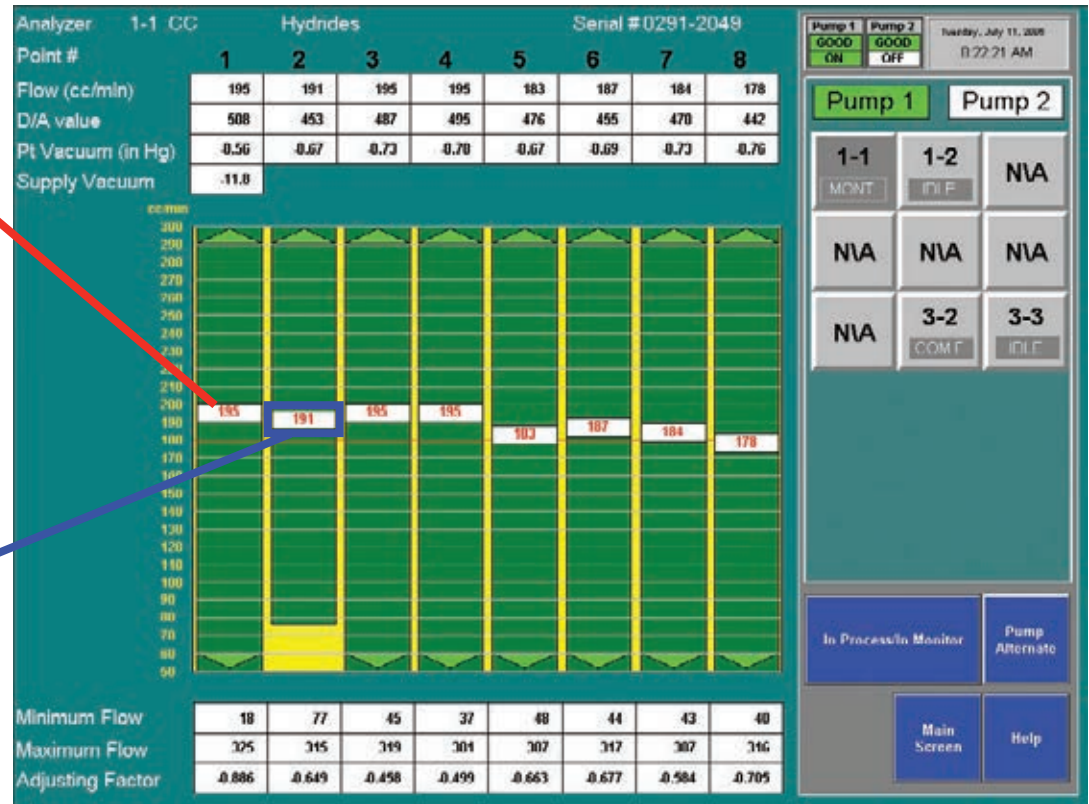 Analyzer 1-1 CC Hydrides Serial # 0291-2049
Point # 1 2 3 4 5 6 7 8
Flow (cc/min) 195 191 195 195 183 187 184 178
D/A value 508 453 487 495 476 455 470 442
Pt Vacuum (in Hg) -0.56 -0.67 -0.73 -0.70 -0.67 -0.69 -0.73 -0.76
Supply Vacuum -11.8
cc/min
300
290
280
270
260
250
240
230
210
200
190
180
170
160
150
140
130
120
110
100
90
80
70
60
50
195 191 195 195 183 187 184 178
Minimum Flow 18 77 45 37 48 44 43 40
Maximum Flow 325 315 319 301 307 317 307 316
Adjusting Factor -0.886 -0.649 -0.458 -0.499 -0.663 -0.677 -0.584 -0.705
Pump 1 Pump 2
GOOD GOOD
ON OFF
July 11,
8:22:21 AM
Pump 1 Pump 2
1-1 1-2 N\A
MONT IDLE
N\A N\A N\A
N\A 3-2 3-3
COM F IDLE
In Process/In Monitor
Pump
Alternate
Main
Screen
Help